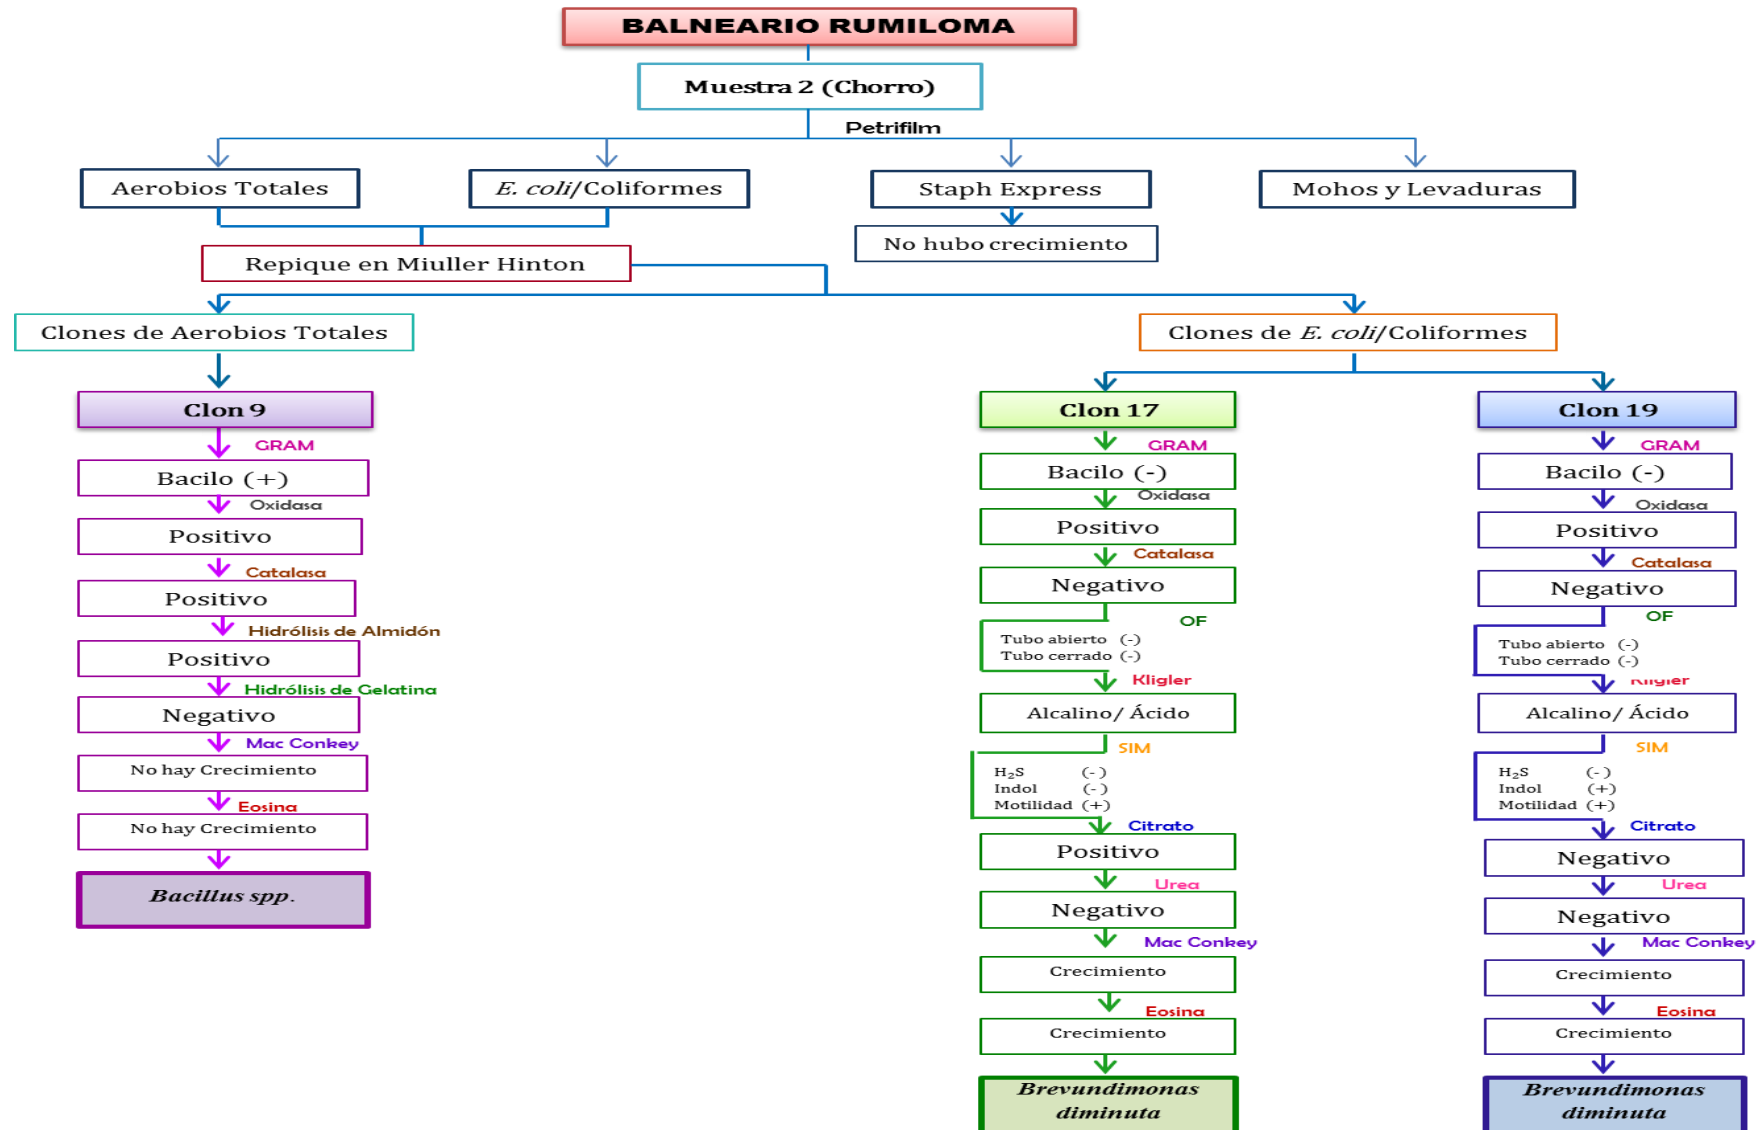 BALNEARIO RUMILOMA
Muestra 2 (Chorro)
Petrifilm
Aerobios Totales
E. coli/Coliformes
Staph Express
Mohos y Levaduras
No hubo crecimiento
Repique en Miuller Hinton
Clones de Aerobios Totales
Clones de E. coli/Coliformes
Clon 9
GRAM
Bacilo (+)
Oxidasa
Positivo
Catalasa
Positivo
Hidrólisis de Almidón
Positivo
Hidrólisis de Gelatina
Negativo
Mac Conkey
No hay Crecimiento
Eosina
No hay Crecimiento
Bacillus spp.
Clon 17
GRAM
Bacilo (-)
Oxidasa
Positivo
Catalasa
Negativo
OF
Tubo abierto (-)
Tubo cerrado (-)
Kligler
Alcalino/ Ácido
SIM
H₂S (-)
Indol (-)
Motilidad (+)
Citrato
Positivo
Urea
Negativo
Mac Conkey
Crecimiento
Eosina
Crecimiento
Brevundimonas
diminuta
Clon 19
GRAM
Bacilo (-)
Oxidasa
Positivo
Catalasa
Negativo
OF
Tubo abierto (-)
Tubo cerrado (-)
Kligler
Alcalino/ Ácido
SIM
H₂S (-)
Indol (+)
Motilidad (+)
Citrato
Negativo
Urea
Negativo
Mac Conkey
Crecimiento
Eosina
Crecimiento
Brevundimonas
diminuta